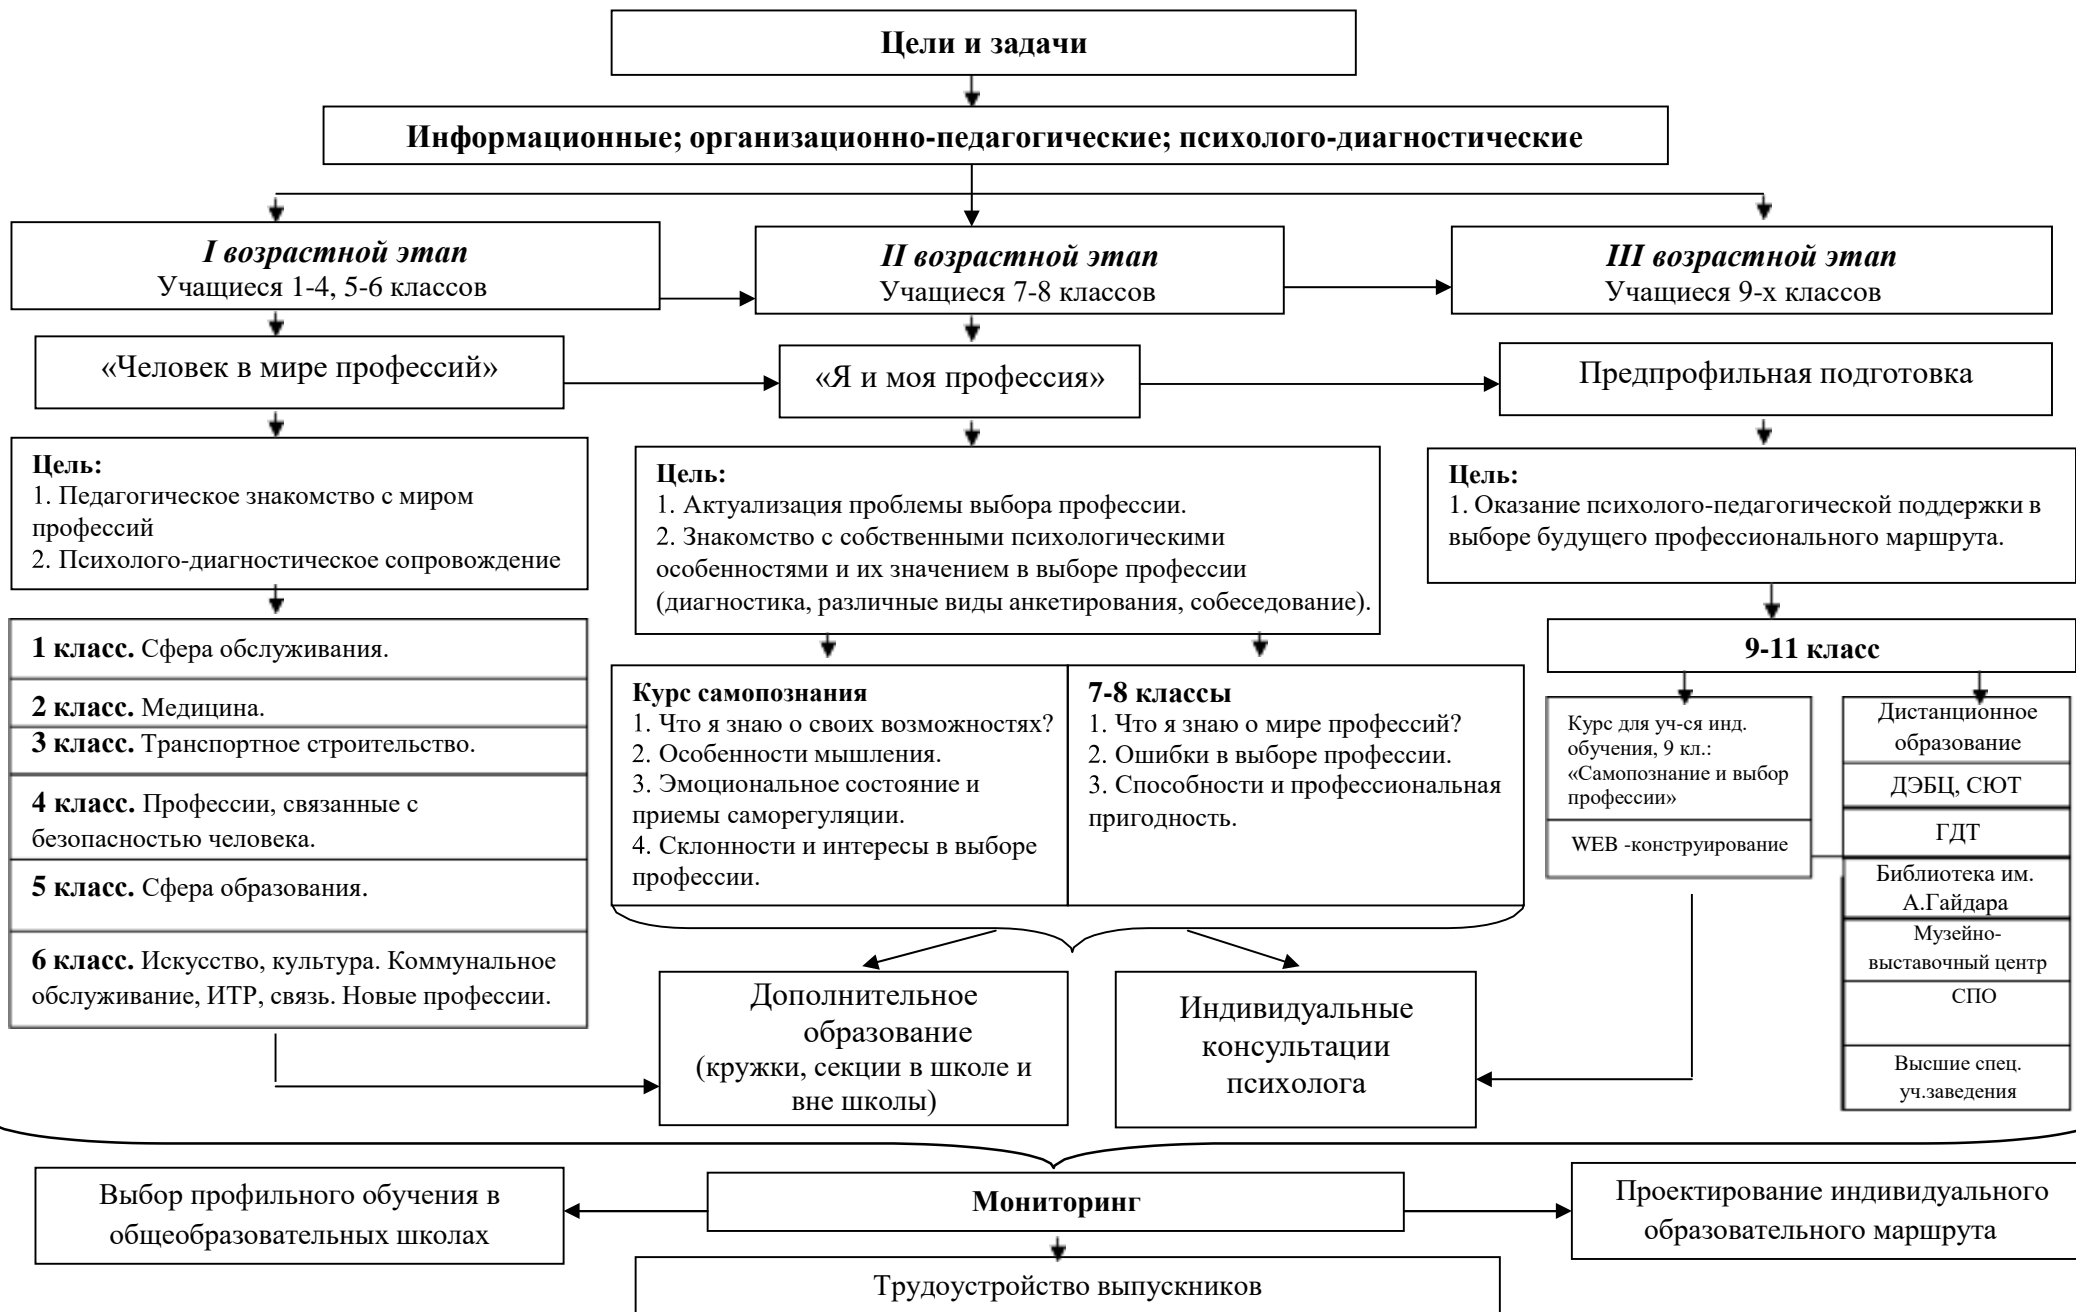 Цели и задачи
Информационные; организационно-педагогические; психолого-диагностические
I возрастной этап
Учащиеся 1-4, 5-6 классов
II возрастной этап
Учащиеся 7-8 классов
III возрастной этап
Учащиеся 9-х классов
«Человек в мире профессий»
«Я и моя профессия»
Предпрофильная подготовка
Цель:
1. Педагогическое знакомство с миром
профессий
2. Психолого-диагностическое сопровождение
Цель:
1. Актуализация проблемы выбора профессии.
2. Знакомство с собственными психологическими
особенностями и их значением в выборе профессии
(диагностика, различные виды анкетирования, собеседование).
Цель:
1. Оказание психолого-педагогической поддержки в
выборе будущего профессионального маршрута.
1 класс. Сфера обслуживания.
2 класс. Медицина.
3 класс. Транспортное строительство.
4 класс. Профессии, связанные с
безопасностью человека.
5 класс. Сфера образования.
6 класс. Искусство, культура. Коммунальное
обслуживание, ИТР, связь. Новые профессии.
Курс самопознания
1. Что я знаю о своих возможностях?
2. Особенности мышления.
3. Эмоциональное состояние и
приемы саморегуляции.
4. Склонности и интересы в выборе
профессии.
7-8 классы
1. Что я знаю о мире профессий?
2. Ошибки в выборе профессии.
3. Способности и профессиональная
пригодность.
9-11 класс
Курс для уч-ся инд.
обучения, 9 кл.:
«Самопознание и выбор
профессии»
WEB -конструирование
Дистанционное
образование
ДЭБЦ, СЮТ
ГДТ
Библиотека им.
А.Гайдара
Музейно-
выставочный центр
СПО
Высшие спец.
уч.заведения
Дополнительное
образование
(кружки, секции в школе и
вне школы)
Индивидуальные
консультации
психолога
Выбор профильного обучения в
общеобразовательных школах
Мониторинг
Проектирование индивидуального
образовательного маршрута
Трудоустройство выпускников